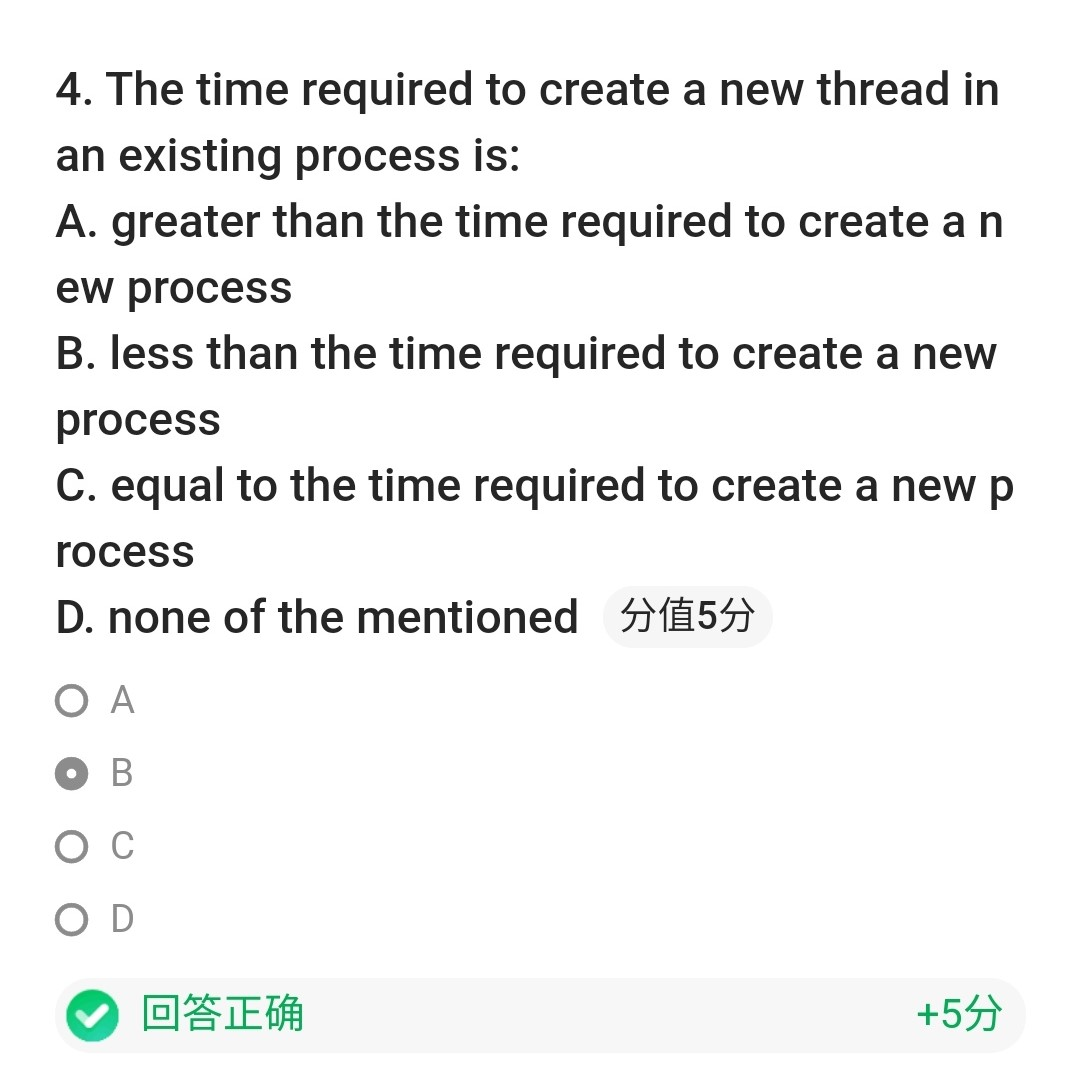 4. The time required to create a new thread in
an existing process is:
A. greater than the time required to create a n
ew process
B. less than the time required to create a new
process
C. equal to the time required to create a new p
rocess
D. none of the mentioned 分值5分
A
B
C
D
回答正确 +5分